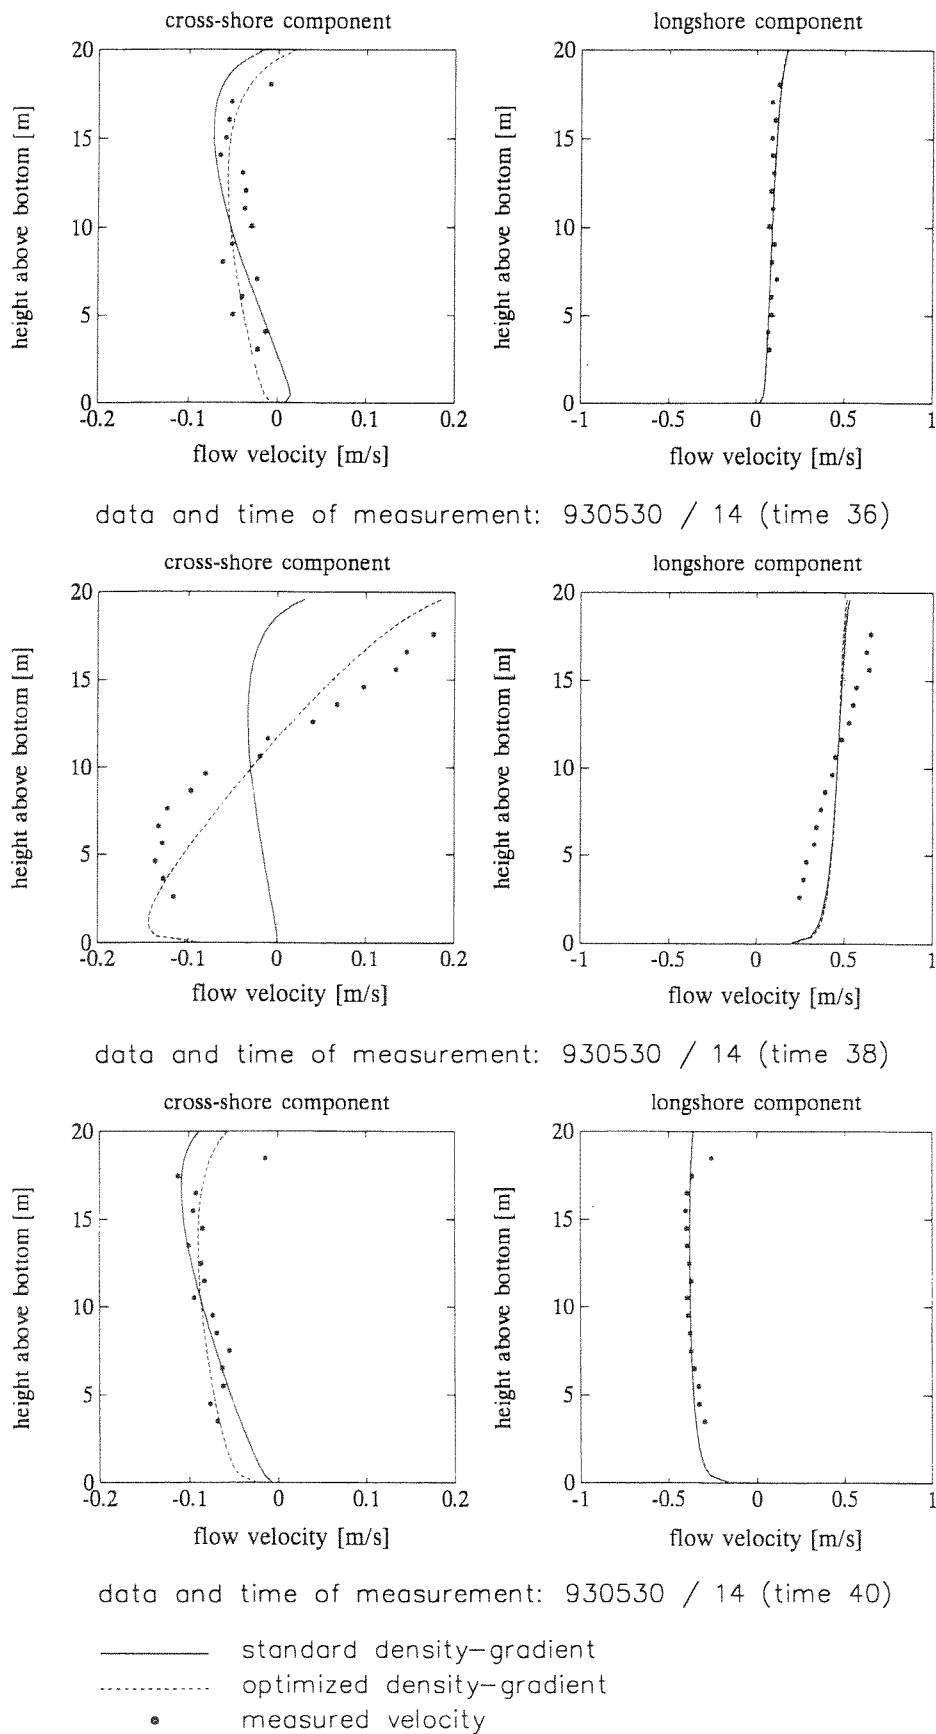 cross-shore component
longshore component
height above bottom [m]
20
15
10
5
0
-0.2
-0.1
0
0.1
0.2
flow velocity [m/s]
height above bottom [m]
20
15
10
5
0
-1
-0.5
0
0.5
1
flow velocity [m/s]
data and time of measurement: 930530 / 14 (time 36)
cross-shore component
longshore component
height above bottom [m]
20
15
10
5
0
-0.2
-0.1
0
0.1
0.2
flow velocity [m/s]
height above bottom [m]
20
15
10
5
0
-1
-0.5
0
0.5
1
flow velocity [m/s]
data and time of measurement: 930530 / 14 (time 38)
cross-shore component
longshore component
height above bottom [m]
20
15
10
5
0
-0.2
-0.1
0
0.1
0.2
flow velocity [m/s]
height above bottom [m]
20
15
10
5
0
-1
-0.5
0
0.5
1
flow velocity [m/s]
data and time of measurement: 930530 / 14 (time 40)
standard density-gradient
optimized density-gradient
measured velocity